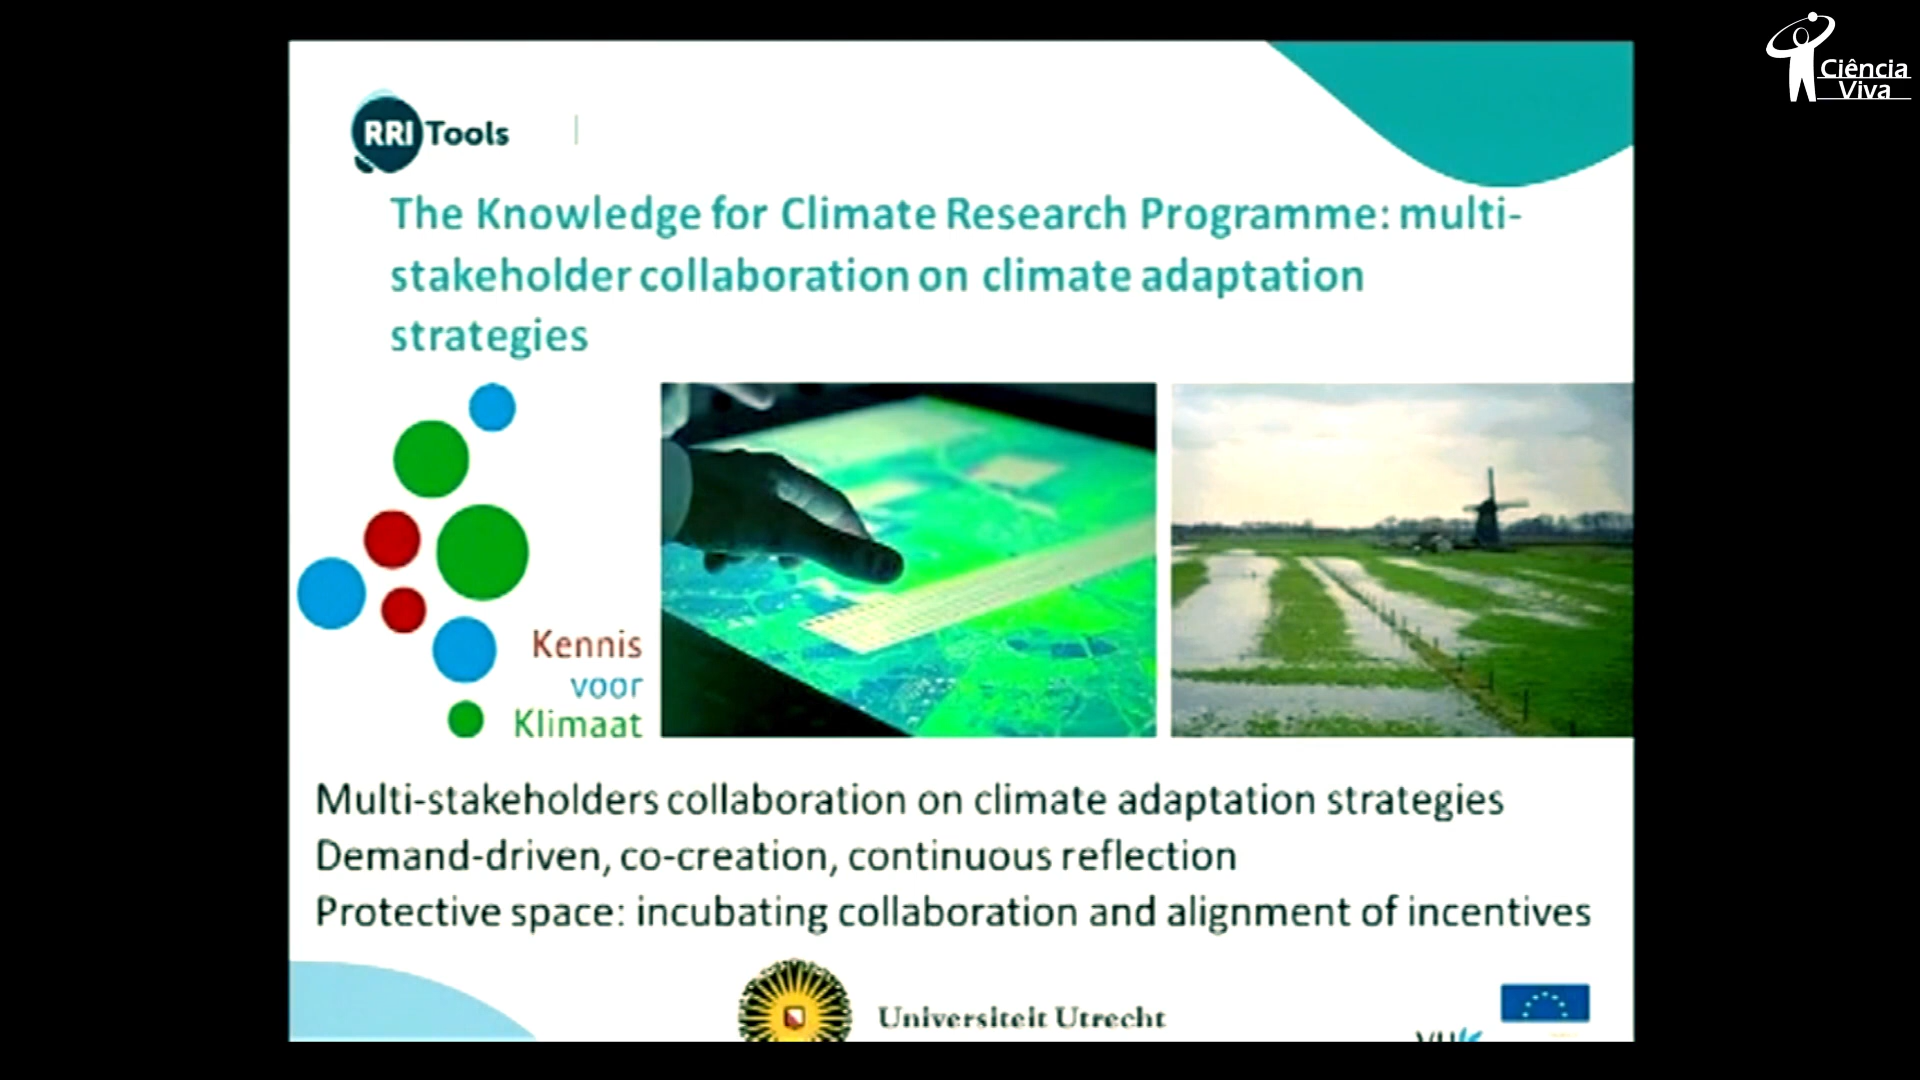 Ciência
Viva
RRI Tools
The Knowledge for Climate Research Programme: multi-
stakeholder collaboration on climate adaptation
strategies
Kennis
voor
Klimaat
Multi-stakeholders collaboration on climate adaptation strategies
Demand-driven, co-creation, continuous reflection
Protective space: incubating collaboration and alignment of incentives
Universiteit Utrecht